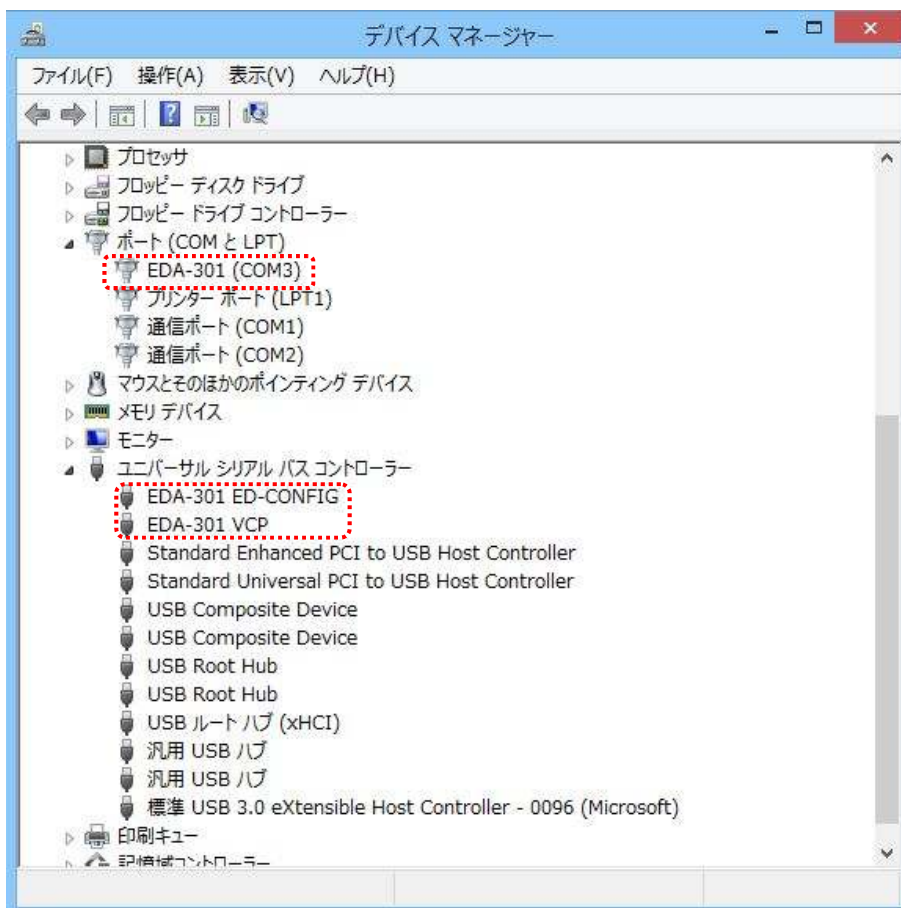 デバイス マネージャー
ファイル(F) 操作(A) 表示(V) ヘルプ(H)
プロセッサ
フロッピー ディスク ドライブ
フロッピー ドライブ コントローラー
ポート (COM と LPT)
EDA-301 (COM3)
プリンター ポート (LPT1)
通信ポート (COM1)
通信ポート (COM2)
マウスとそのほかのポインティング デバイス
メモリ デバイス
モニター
ユニバーサル シリアル バス コントローラー
EDA-301 ED-CONFIG
EDA-301 VCP
Standard Enhanced PCI to USB Host Controller
Standard Universal PCI to USB Host Controller
USB Composite Device
USB Composite Device
USB Root Hub
USB Root Hub
USB ルート ハブ (xHCI)
汎用 USB ハブ
汎用 USB ハブ
標準 USB 3.0 eXtensible Host Controller - 0096 (Microsoft)
印刷キュー
記憶域コントローラー